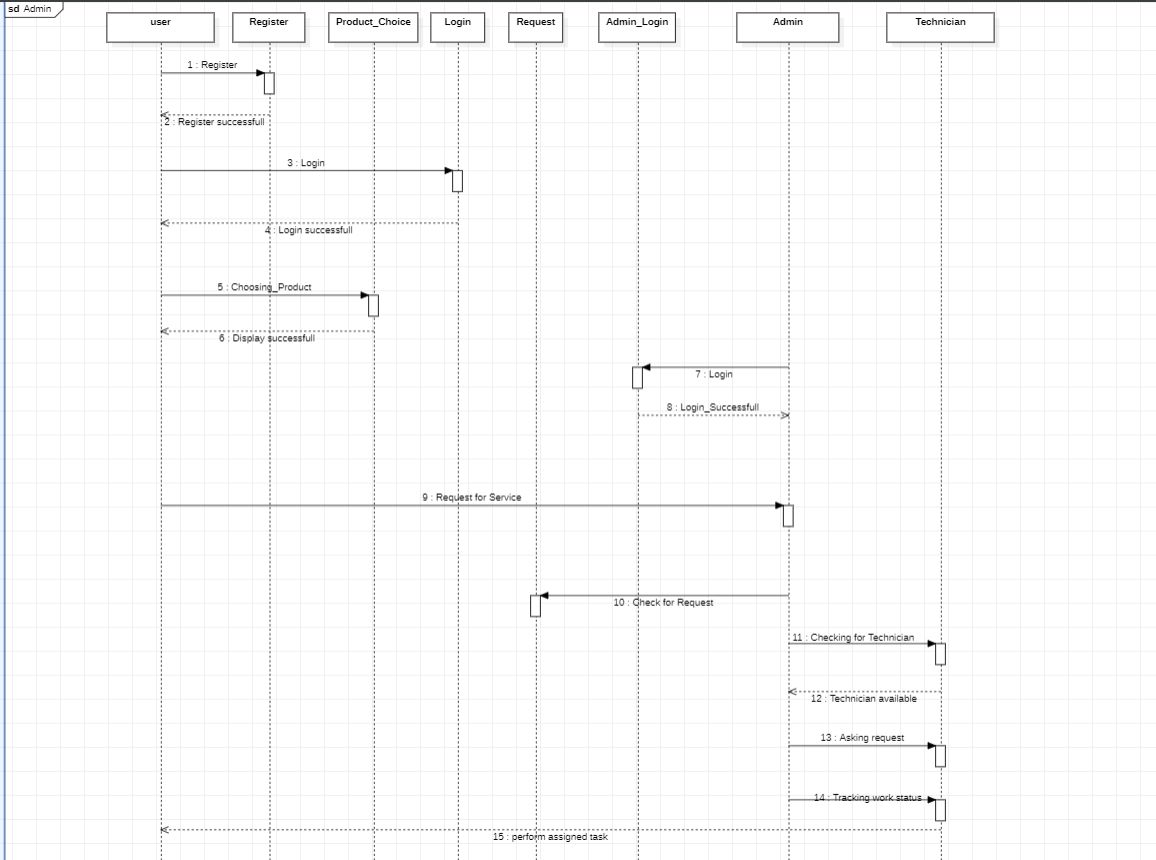 sd Admin
user
Register
Product_Choice
Login
Request
Admin_Login
Admin
Technician
1 : Register
2 : Register successfull
3 : Login
4 : Login successfull
5 : Choosing_Product
6 : Display successfull
7 : Login
8 : Login_Successfull
9 : Request for Service
10 : Check for Request
11 : Checking for Technician
12 : Technician available
13 : Asking request
14 : Tracking work status
15 : perform assigned task